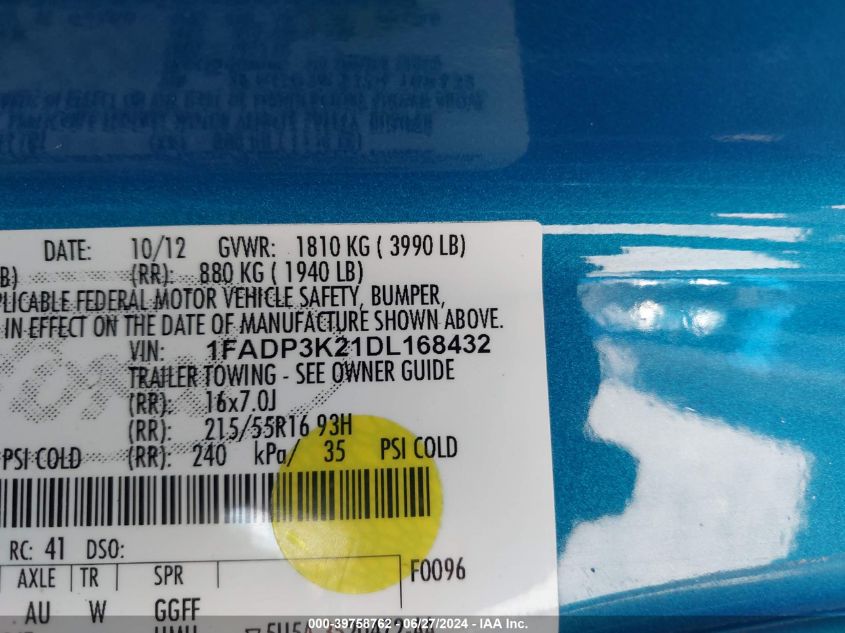 DATE: 10/12 GVWR: 1810 KG ( 3990 LB)
B) (RR): 880 KG ( 1940 LB)
PLICABLE FEDERAL MOTOR VEHICLE SAFETY, BUMPER,
IN EFFECT ON THE DATE OF MANUFACTURE SHOWN ABOVE.
VIN: 1FADP3K21DL168432
TRAILER TOWING - SEE OWNER GUIDE
(RR): 16x7.0J
(RR): 215/55R16 93H
PSI COLD (RR): 240 kPa/ 35 PSI COLD
RC: 41 DSO:
AXLE TR SPR F0096
AU W GGFF
000-39758762 - 06/27/2024 - IAAI.com